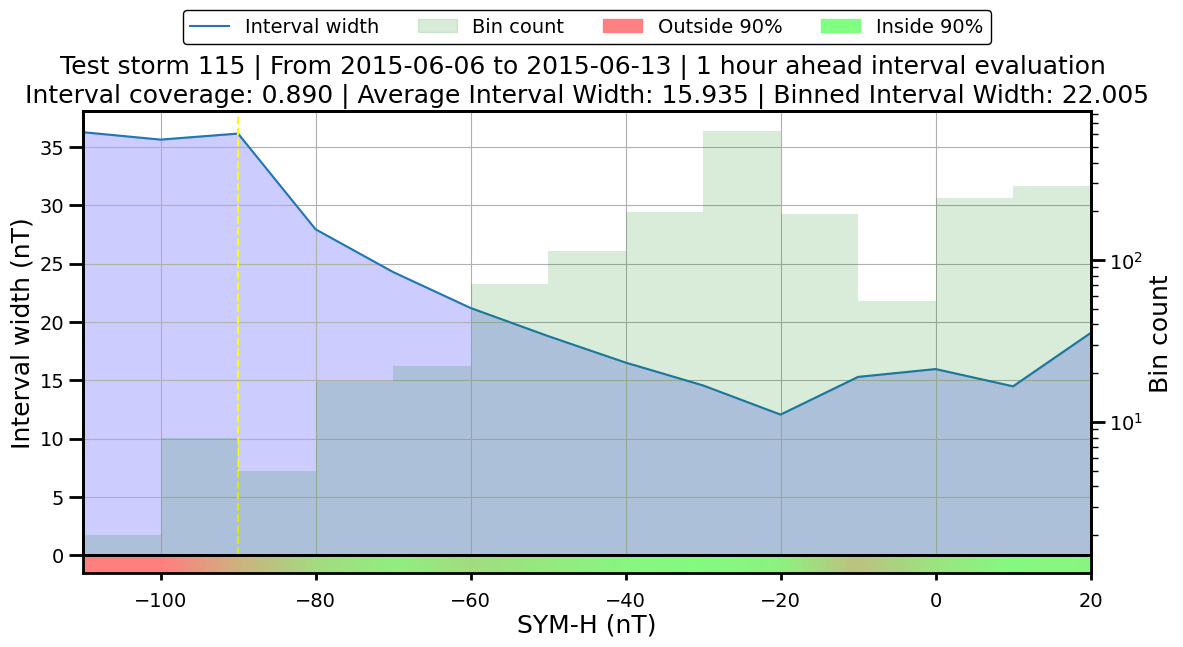 Interval width Bin count Outside 90% Inside 90%
Test storm 115 | From 2015-06-06 to 2015-06-13 | 1 hour ahead interval evaluation
Interval coverage: 0.890 | Average Interval Width: 15.935 | Binned Interval Width: 22.005
Interval width (nT)
35
30
25
20
15
10
5
0
10²
10¹
Bin count
−100 −80 −60 −40 −20 0 20
SYM-H (nT)